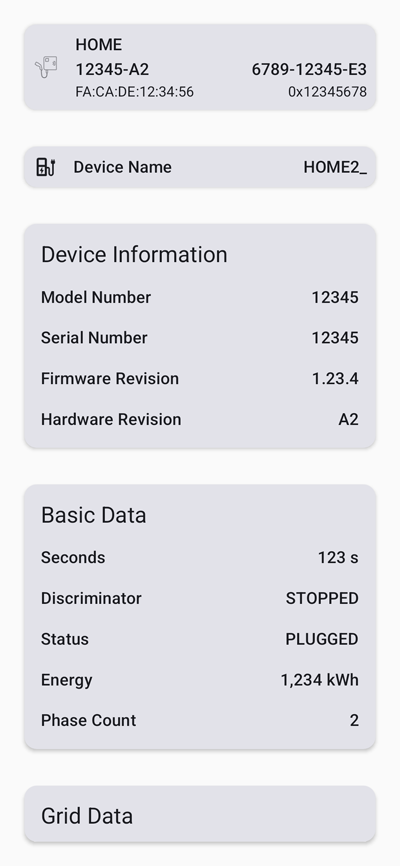 HOME
12345-A2 6789-12345-E3
FA:CA:DE:12:34:56 0x12345678
Device Name HOME2_
Device Information
Model Number 12345
Serial Number 12345
Firmware Revision 1.23.4
Hardware Revision A2
Basic Data
Seconds 123 s
Discriminator STOPPED
Status PLUGGED
Energy 1,234 kWh
Phase Count 2
Grid Data